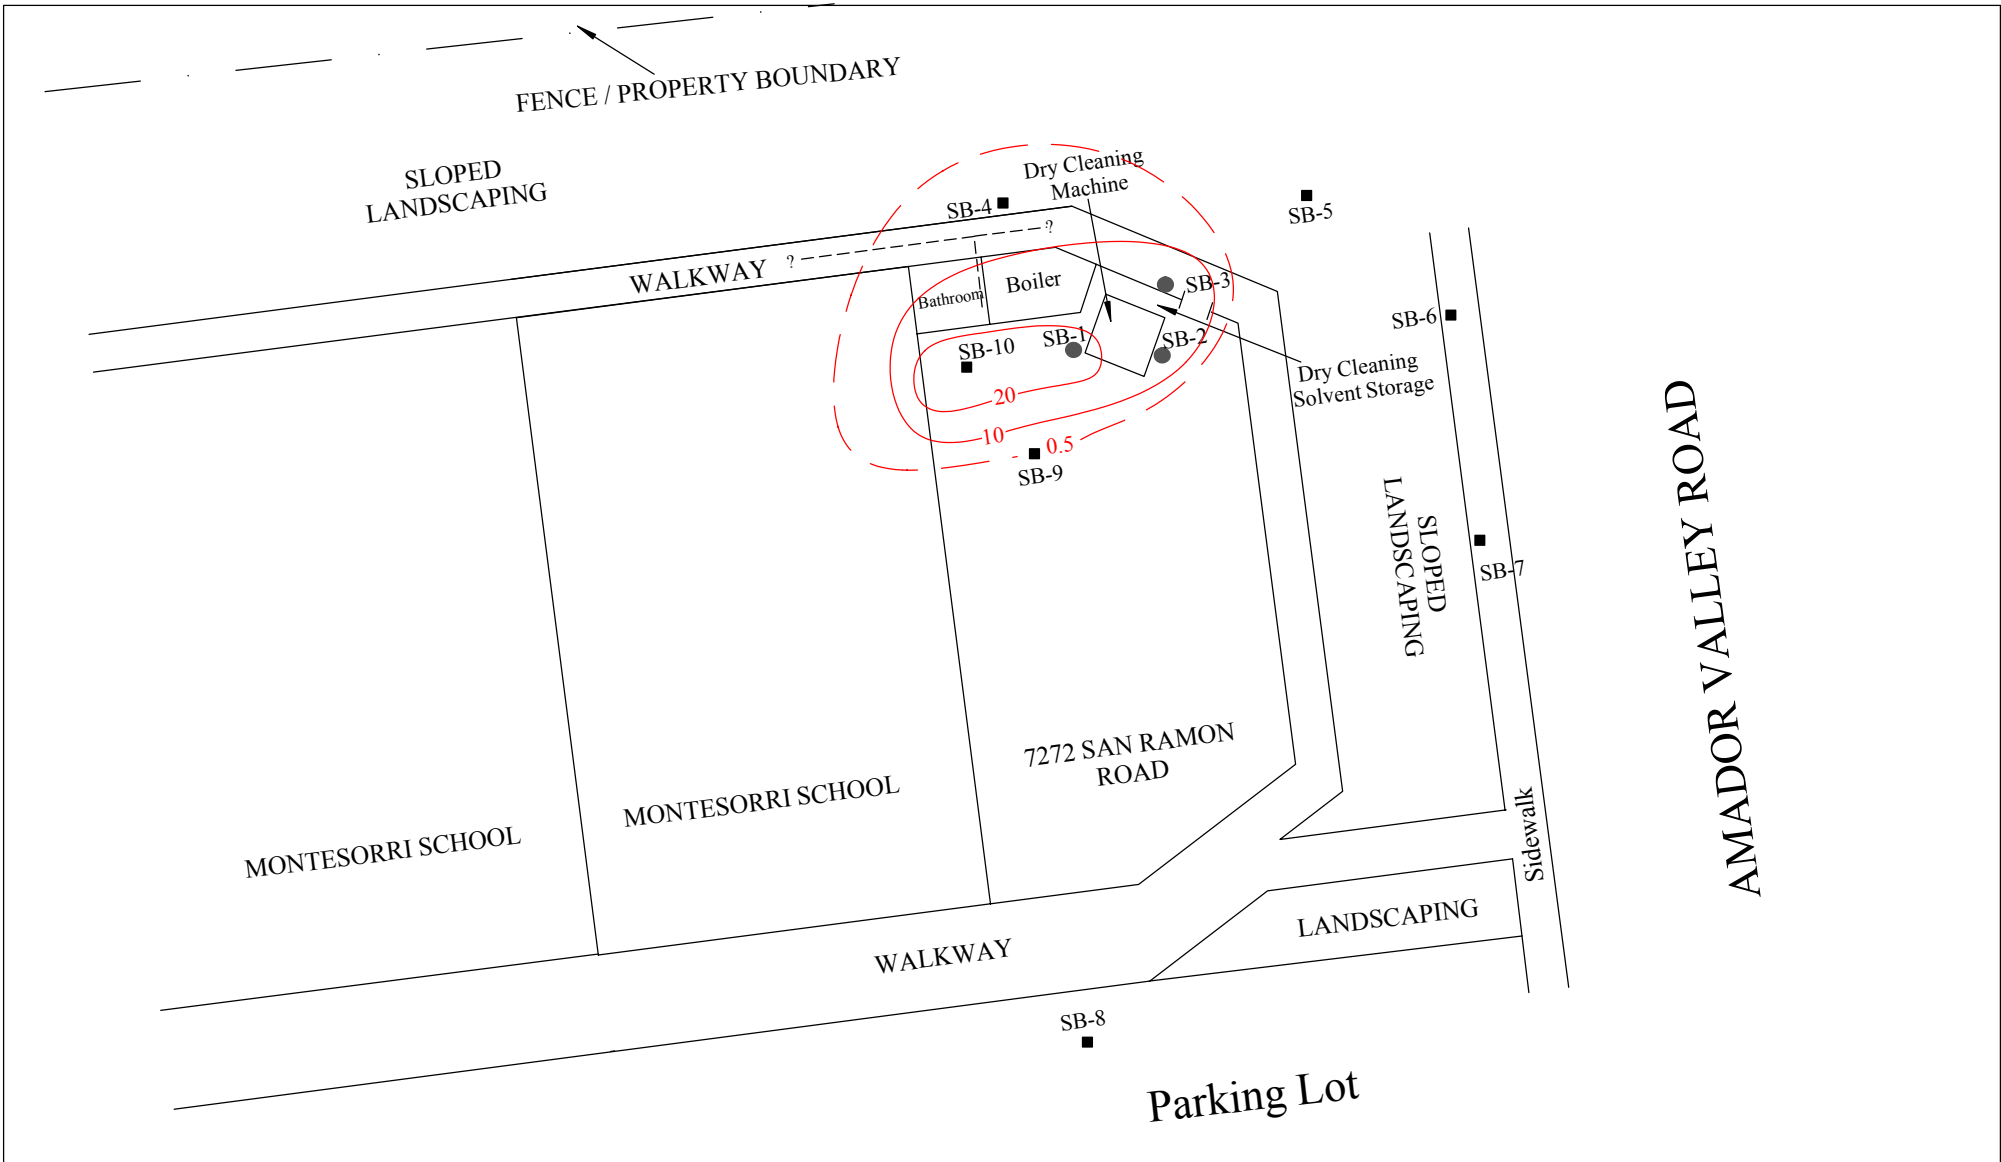 FENCE / PROPERTY BOUNDARY
SLOPED
LANDSCAPING
Dry Cleaning
Machine
SB-4
SB-5
WALKWAY
?
?
Bathroom
Boiler
SB-3
SB-6
SB-10
SB-1
SB-2
Dry Cleaning
Solvent Storage
20
10
0.5
SB-9
SLOPED
LANDSCAPING
SB-7
AMADOR VALLEY ROAD
7272 SAN RAMON
ROAD
MONTESORRI SCHOOL
MONTESORRI SCHOOL
Sidewalk
LANDSCAPING
WALKWAY
SB-8
Parking Lot